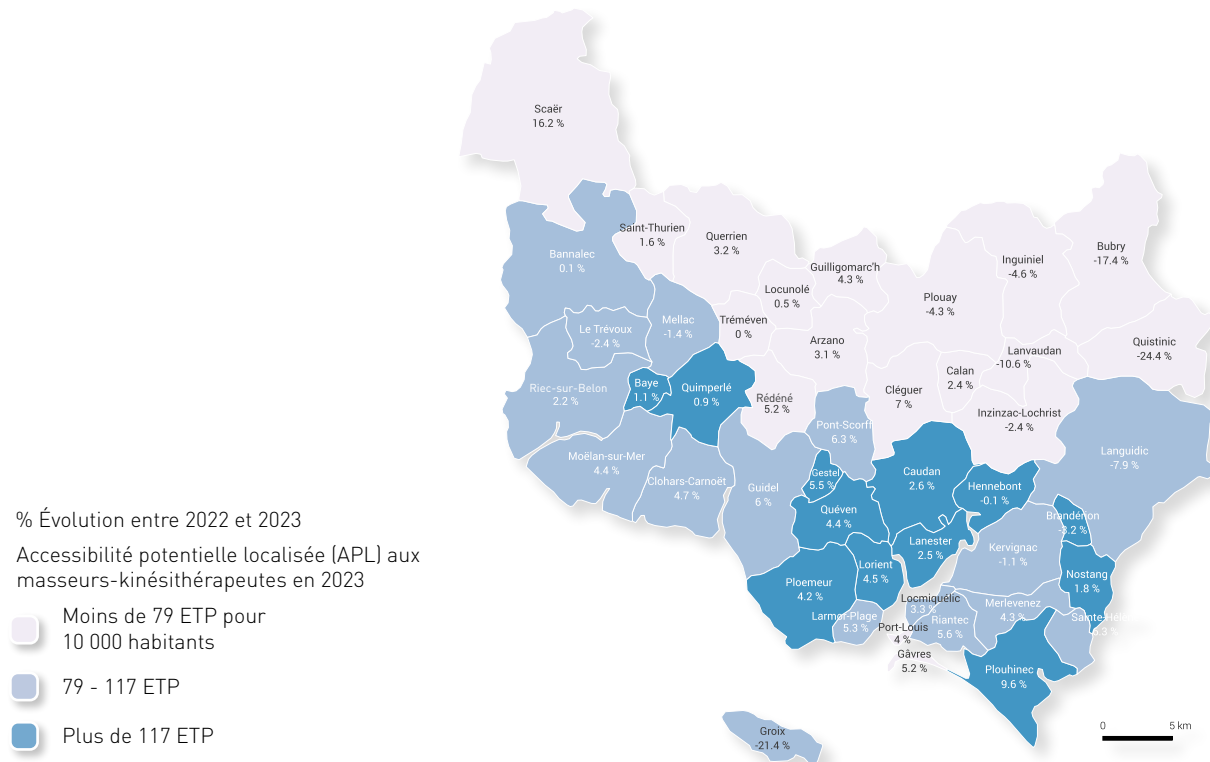 Scaër
16.2 %
Saint-Thurien
1.6 %
Querrien
3.2 %
Bannalec
0.1 %
Guilligomarc'h
4.3 %
Locunolé
0.5 %
Inguiniel
-4.6 %
Bubry
-17.4 %
Plouay
-4.3 %
Mellac
-1.4 %
Tréméven
0 %
Le Trévoux
-2.4 %
Arzano
3.1 %
Lanvaudan
-10.6 %
Quistinic
-24.4 %
Calan
2.4 %
Riec-sur-Belon
2.2 %
Baye
1.1 %
Quimperlé
0.9 %
Rédéné
5.2 %
Cléguer
7 %
Inzinzac-Lochrist
-2.4 %
Pont-Scorff
6.3 %
Moëlan-sur-Mer
4.4 %
Clohars-Carnoët
4.7 %
Guidel
6 %
Gestel
5.5 %
Caudan
2.6 %
Hennebont
-0.1 %
Languidic
-7.9 %
Quéven
4.4 %
Brandérion
-3.2 %
Lanester
2.5 %
Kervignac
-1.1 %
Lorient
4.5 %
Ploemeur
4.2 %
Nostang
1.8 %
Locmiquélic
3.3 %
Merlevenez
4.3 %
Larmor-Plage
5.3 %
Riantec
5.6 %
Port-Louis
4 %
Gâvres
5.2 %
Plouhinec
9.6 %
Groix
-21.4 %
% Évolution entre 2022 et 2023
Accessibilité potentielle localisée (APL) aux
masseurs-kinésithérapeutes en 2023
Moins de 79 ETP pour
10 000 habitants
79 - 117 ETP
Plus de 117 ETP
0 5 km